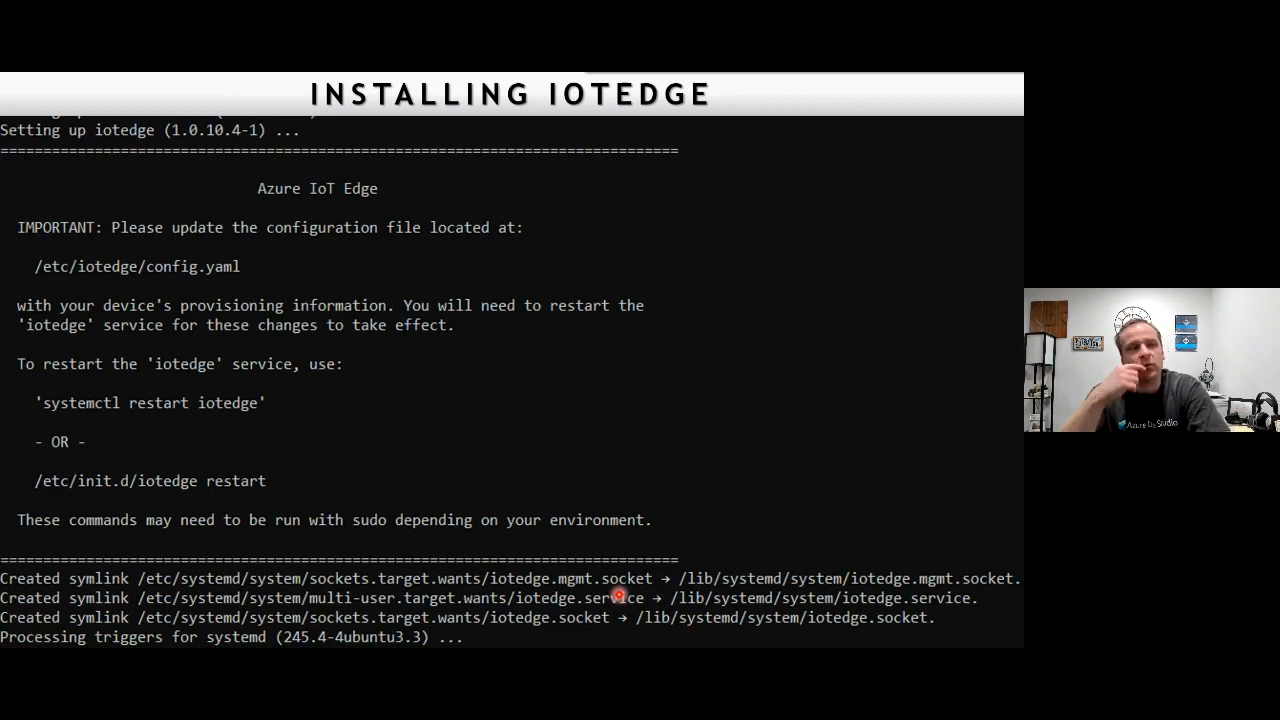 INSTALLING IOTEDGE
Setting up iotedge (1.0.10.4-1) ...
===============================================================================
Azure IoT Edge
IMPORTANT: Please update the configuration file located at:
/etc/iotedge/config.yaml
with your device's provisioning information. You will need to restart the
'iotedge' service for these changes to take effect.
To restart the 'iotedge' service, use:
'systemctl restart iotedge'
- OR -
/etc/init.d/iotedge restart
These commands may need to be run with sudo depending on your environment.
===============================================================================
Created symlink /etc/systemd/system/sockets.target.wants/iotedge.mgmt.socket → /lib/systemd/system/iotedge.mgmt.socket.
Created symlink /etc/systemd/system/multi-user.target.wants/iotedge.service → /lib/systemd/system/iotedge.service.
Created symlink /etc/systemd/system/sockets.target.wants/iotedge.socket → /lib/systemd/system/iotedge.socket.
Processing triggers for systemd (245.4-4ubuntu3.3) ...
Azure Studio